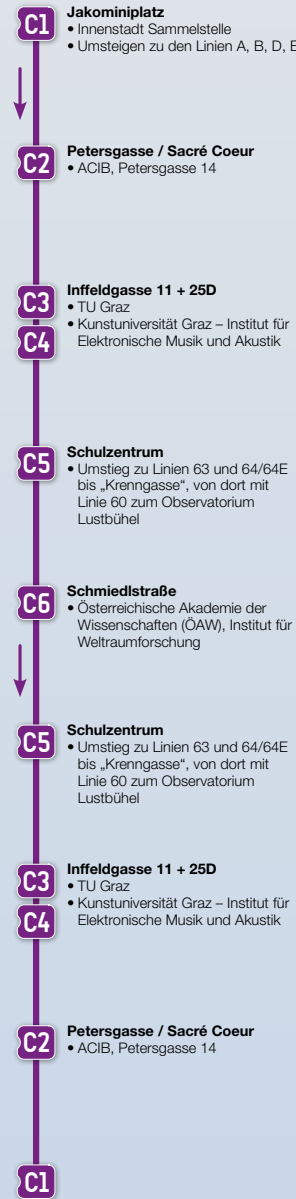 C1
Jakominiplatz
• Innenstadt Sammelstelle
• Umsteigen zu den Linien A, B, D, E
C2
Petersgasse / Sacré Coeur
• ACIB, Petersgasse 14
C3
C4
Inffeldgasse 11 + 25D
• TU Graz
• Kunstuniversität Graz – Institut für
Elektronische Musik und Akustik
C5
Schulzentrum
• Umstieg zu Linien 63 und 64/64E
bis „Krenngasse“, von dort mit
Linie 60 zum Observatorium
Lustbühel
C6
Schmiedlstraße
• Österreichische Akademie der
Wissenschaften (ÖAW), Institut für
Weltraumforschung
C5
Schulzentrum
• Umstieg zu Linien 63 und 64/64E
bis „Krenngasse“, von dort mit
Linie 60 zum Observatorium
Lustbühel
C3
C4
Inffeldgasse 11 + 25D
• TU Graz
• Kunstuniversität Graz – Institut für
Elektronische Musik und Akustik
C2
Petersgasse / Sacré Coeur
• ACIB, Petersgasse 14
C1